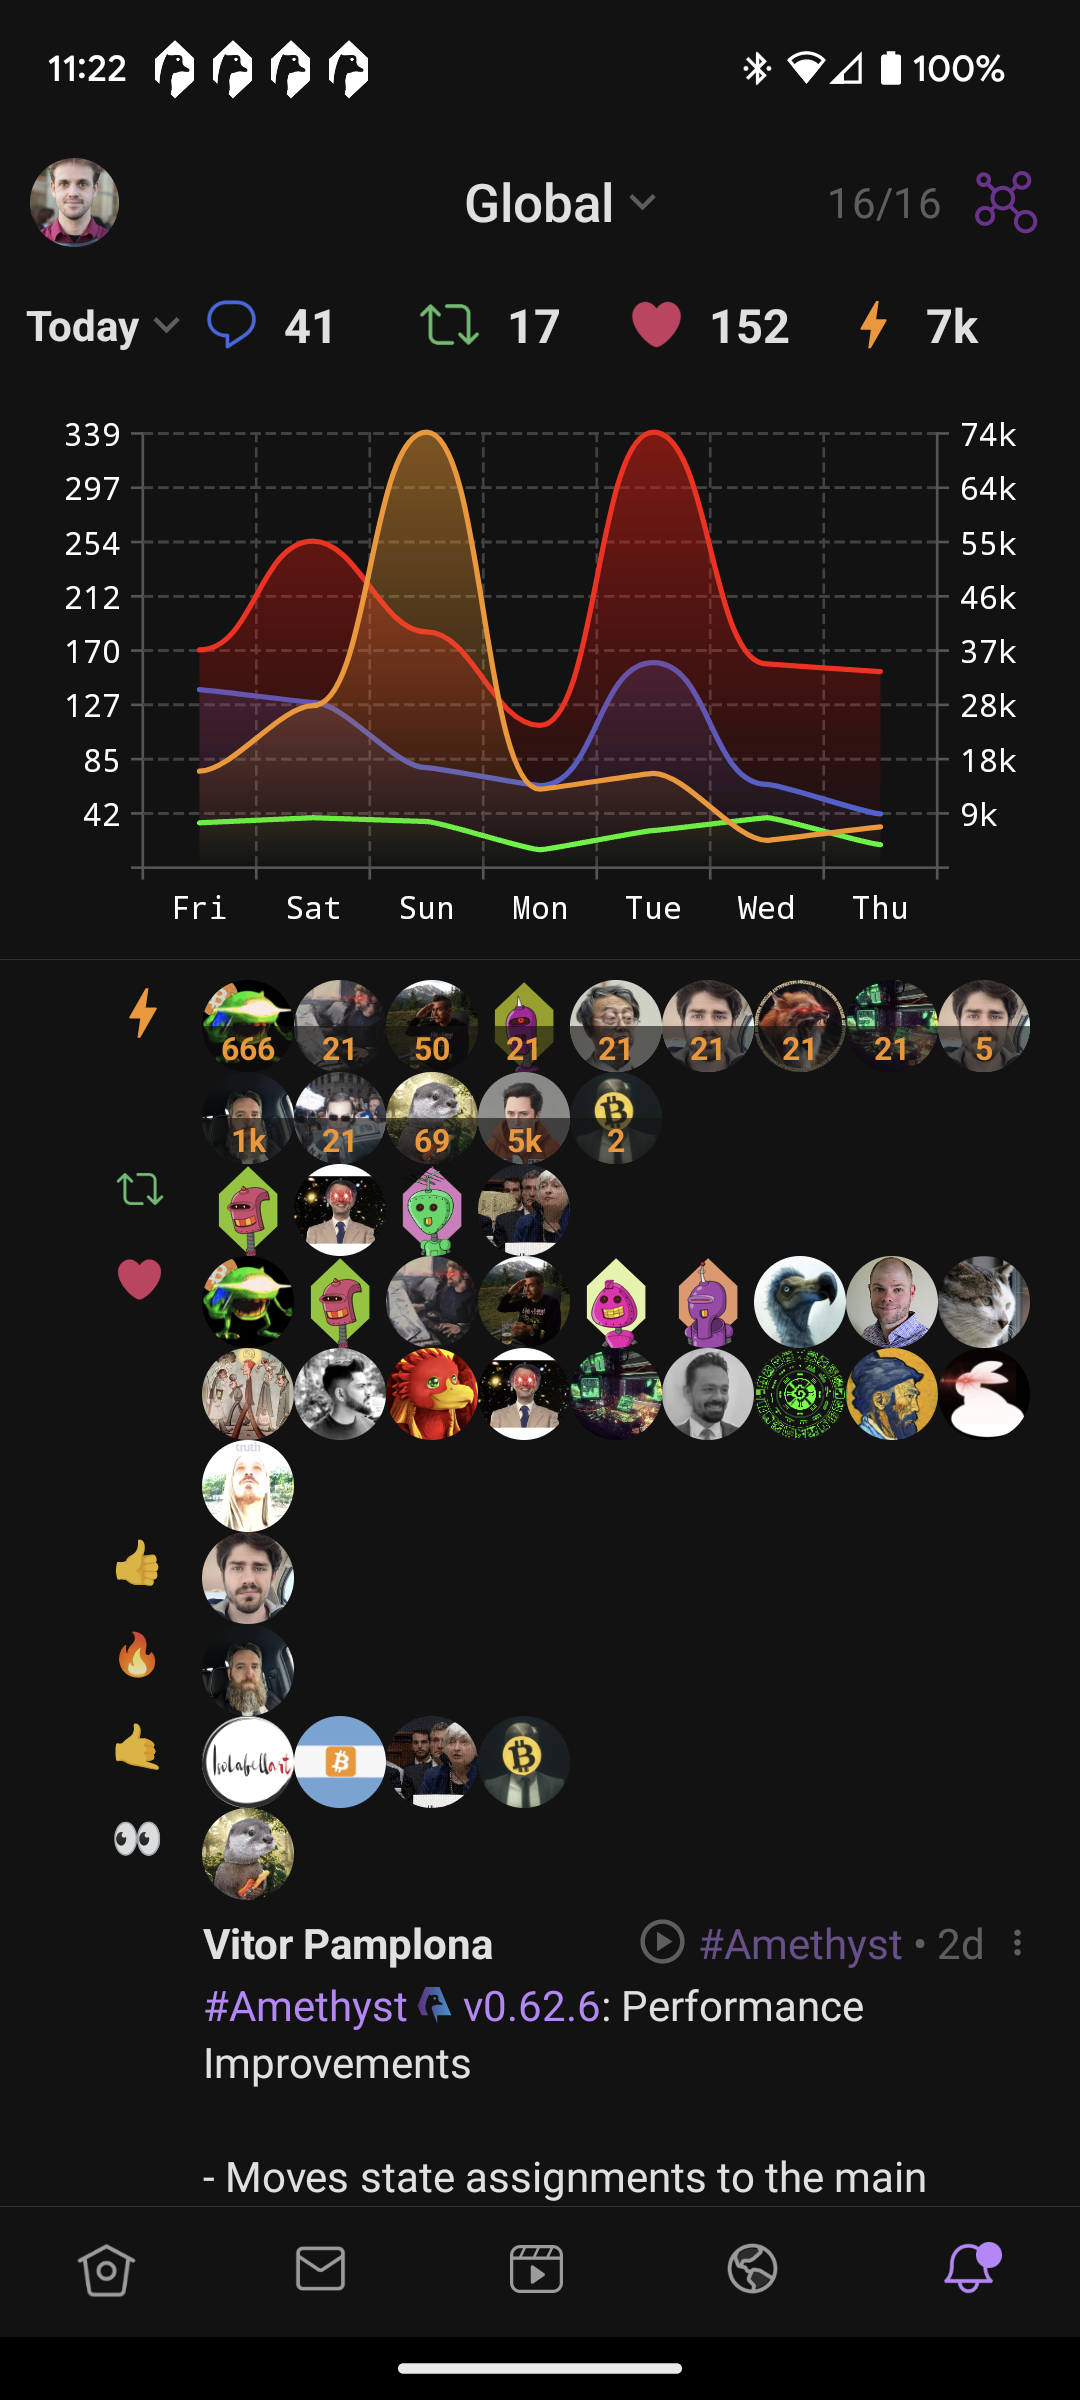 11:22 100%
Global 16/16
Today 41 17 152 7k
339 74k
297 64k
254 55k
212 46k
170 37k
127 28k
85 18k
42 9k
Fri Sat Sun Mon Tue Wed Thu
666 21 50 21 21 21 21 21 5
1k 21 69 5k 2
truth
Vitor Pamplona #Amethyst • 2d
#Amethyst v0.62.6: Performance
Improvements
- Moves state assignments to the main